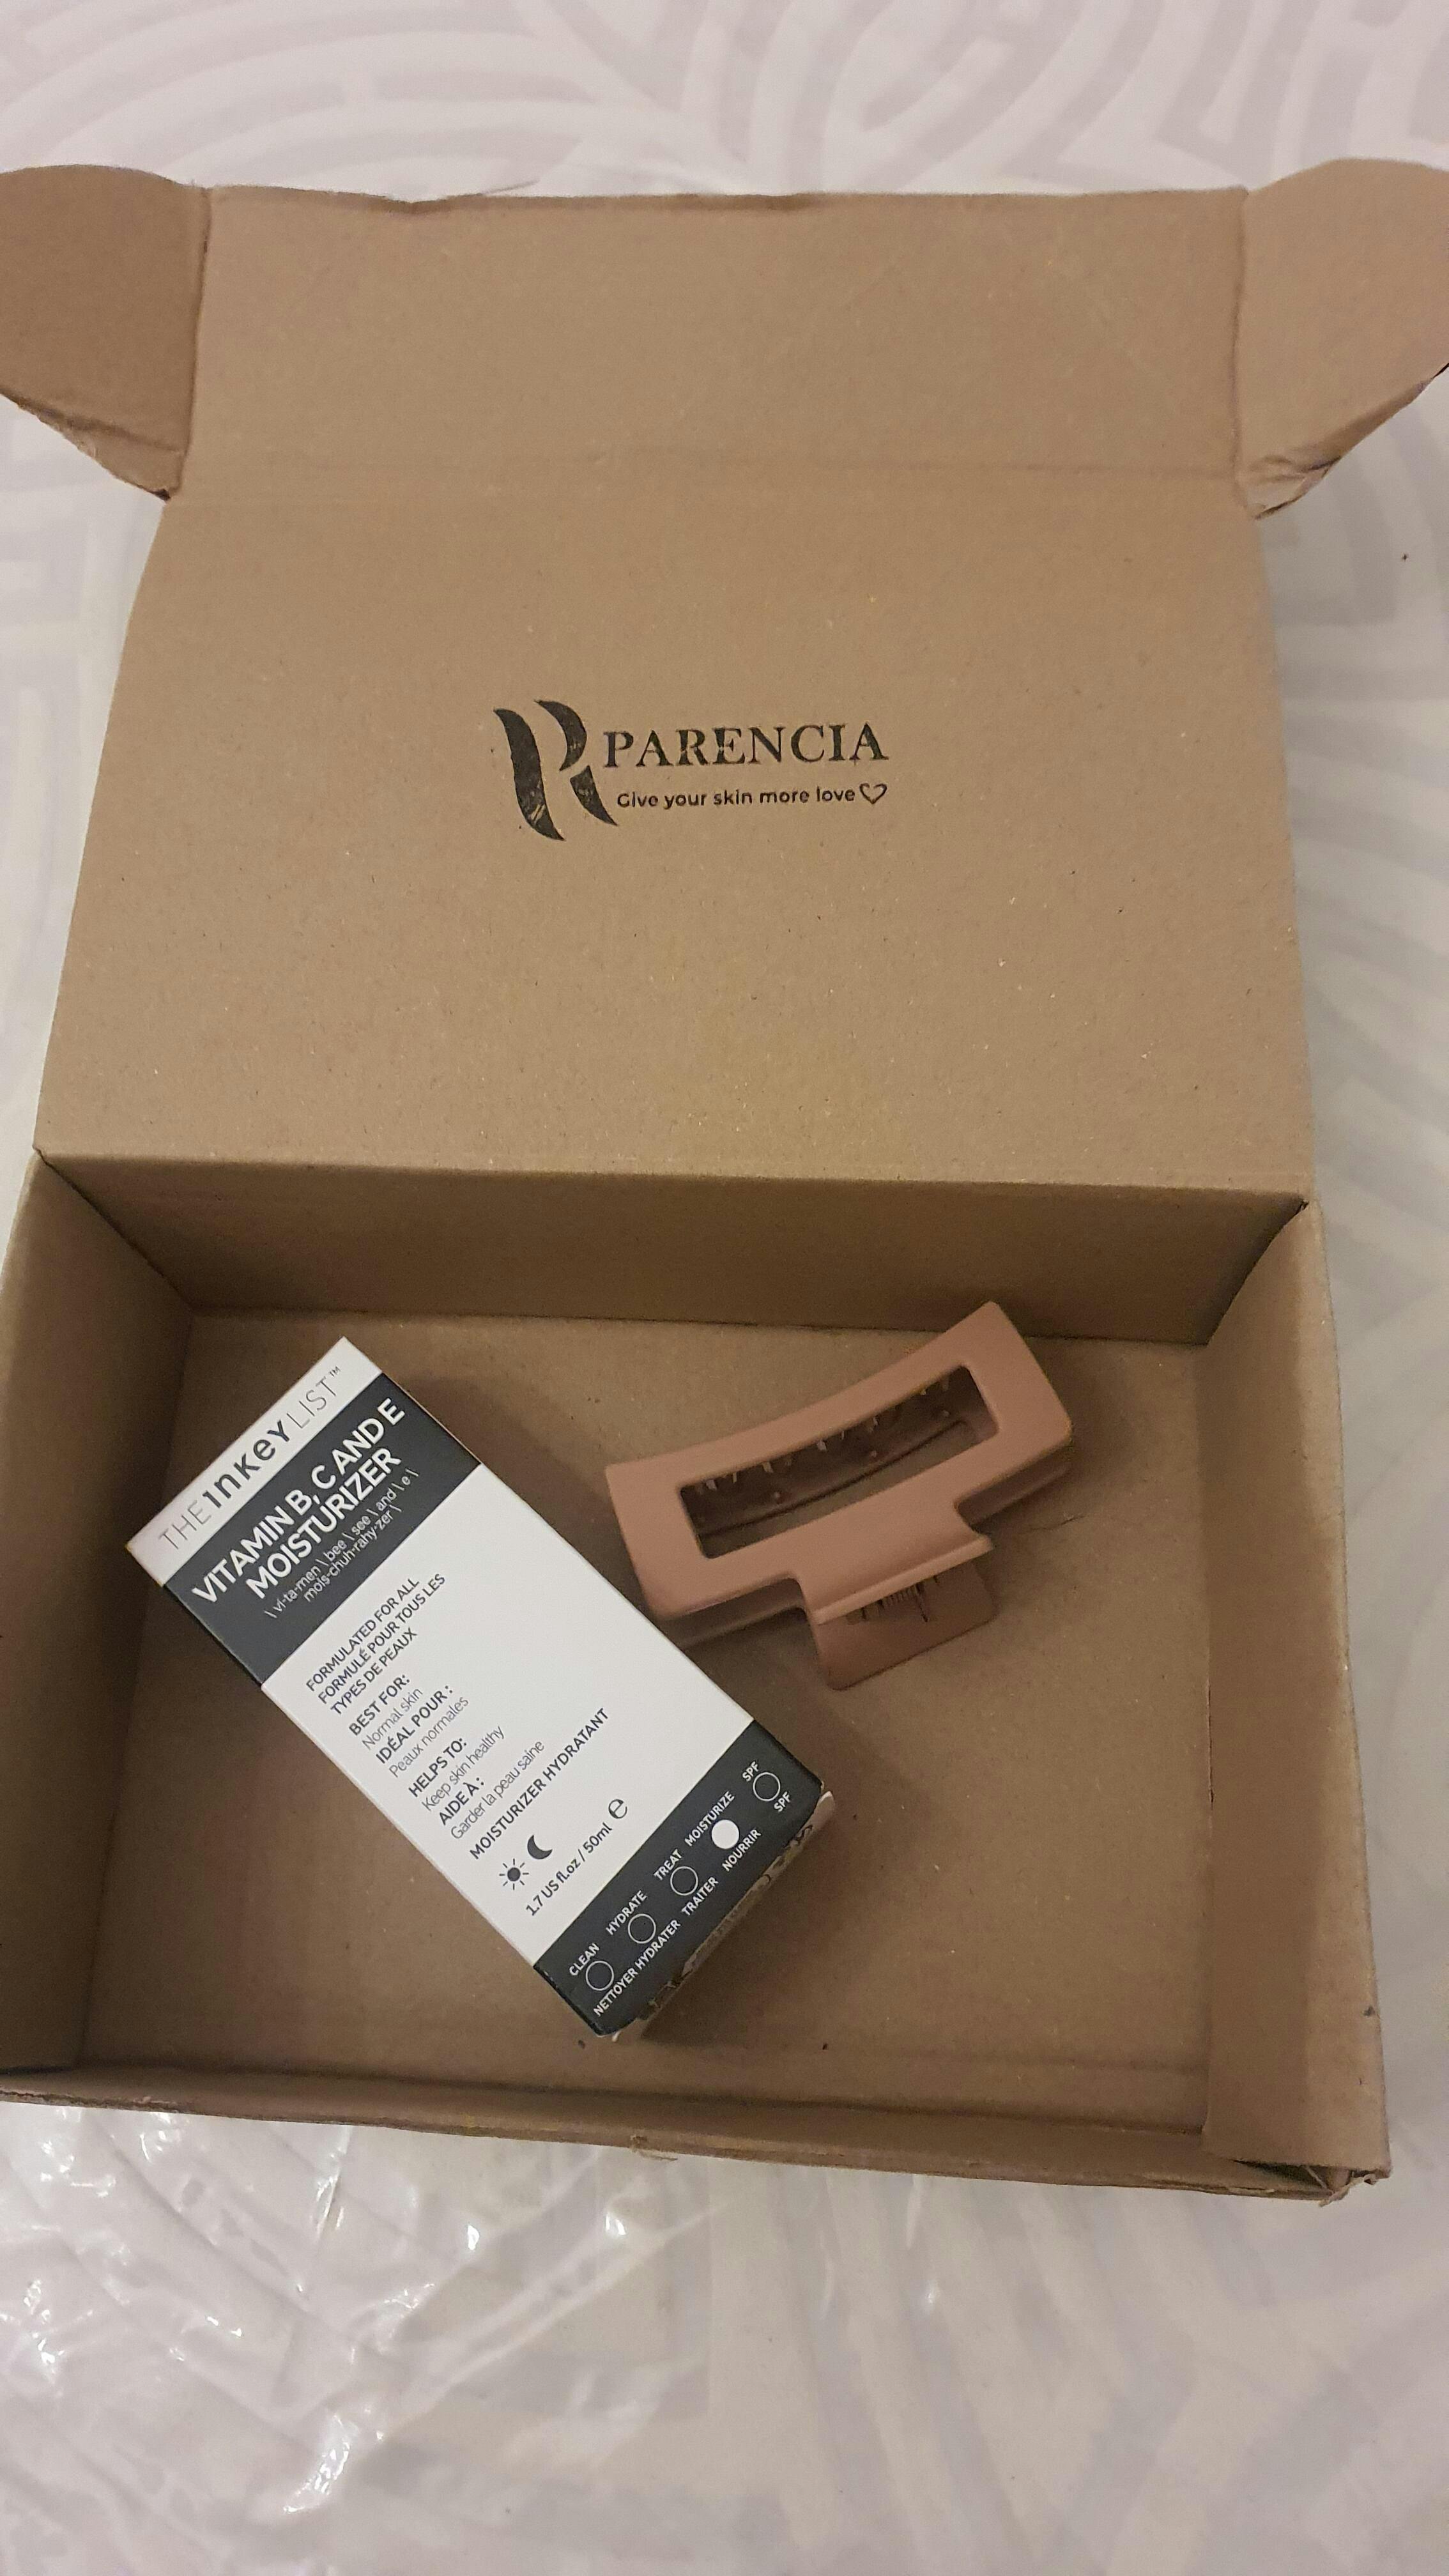 PARENCIA
Give your skin more love
THE INKEY LIST™
VITAMIN B, C AND E
MOISTURIZER
\ vi-ta-men \ bee \ see \ and \ e \
mois-chuh-rahy-zer \
FORMULATED FOR ALL
FORMULÉ POUR TOUS LES
TYPES DE PEAUX
BEST FOR:
Normal skin
IDÉAL POUR :
Peaux normales
HELPS TO:
Keep skin healthy
AIDE À :
Garder la peau saine
MOISTURIZER HYDRATANT
1.7 US fl.oz / 50ml e
CLEAN HYDRATE TREAT MOISTURIZE SPF
NETTOYER HYDRATER TRAITER NOURRIR SPF